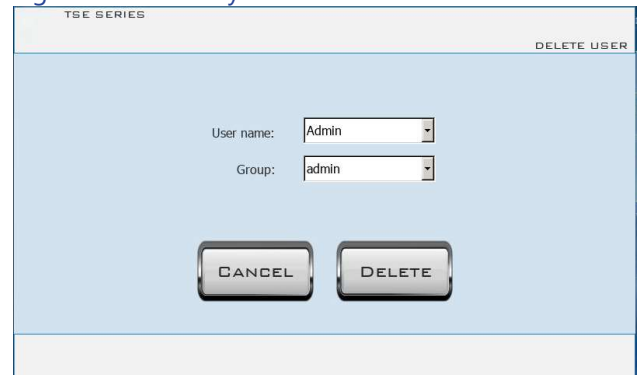 TSE SERIES
DELETE USER
User name: Admin
Group: admin
CANCEL DELETE